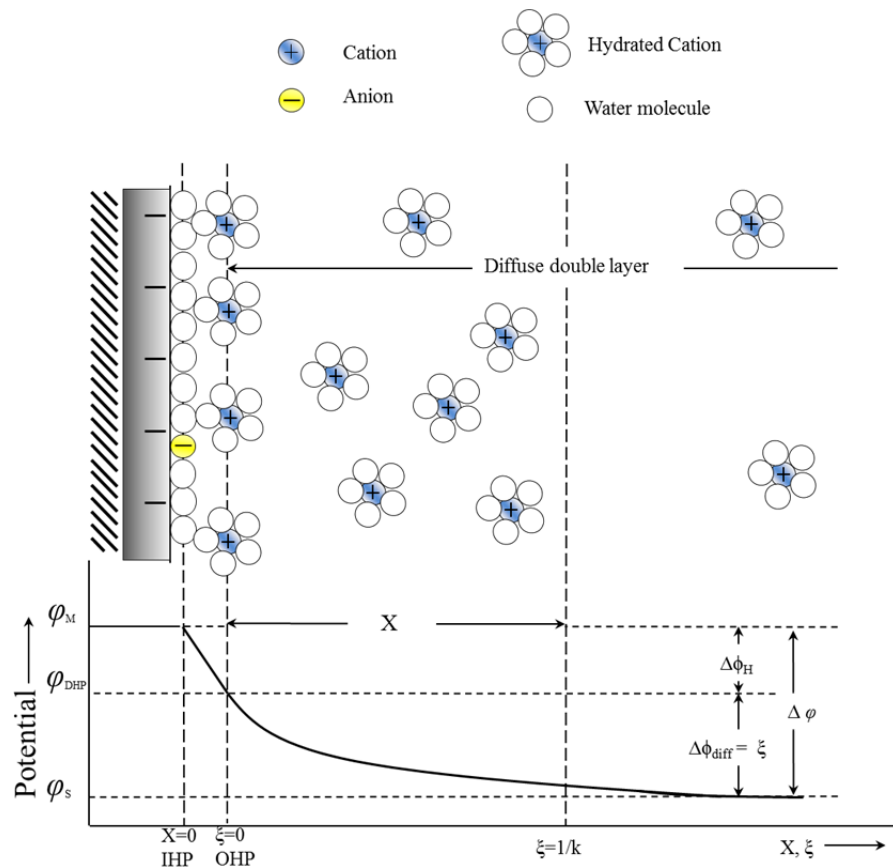 Cation
Hydrated Cation
Anion
Water molecule
Diffuse double layer
φM
X
ΔϕH
φDHP
Δ φ
Δϕdiff = ξ
φS
Potential
X=0
ξ=0
ξ=1/k
X, ξ
IHP
OHP